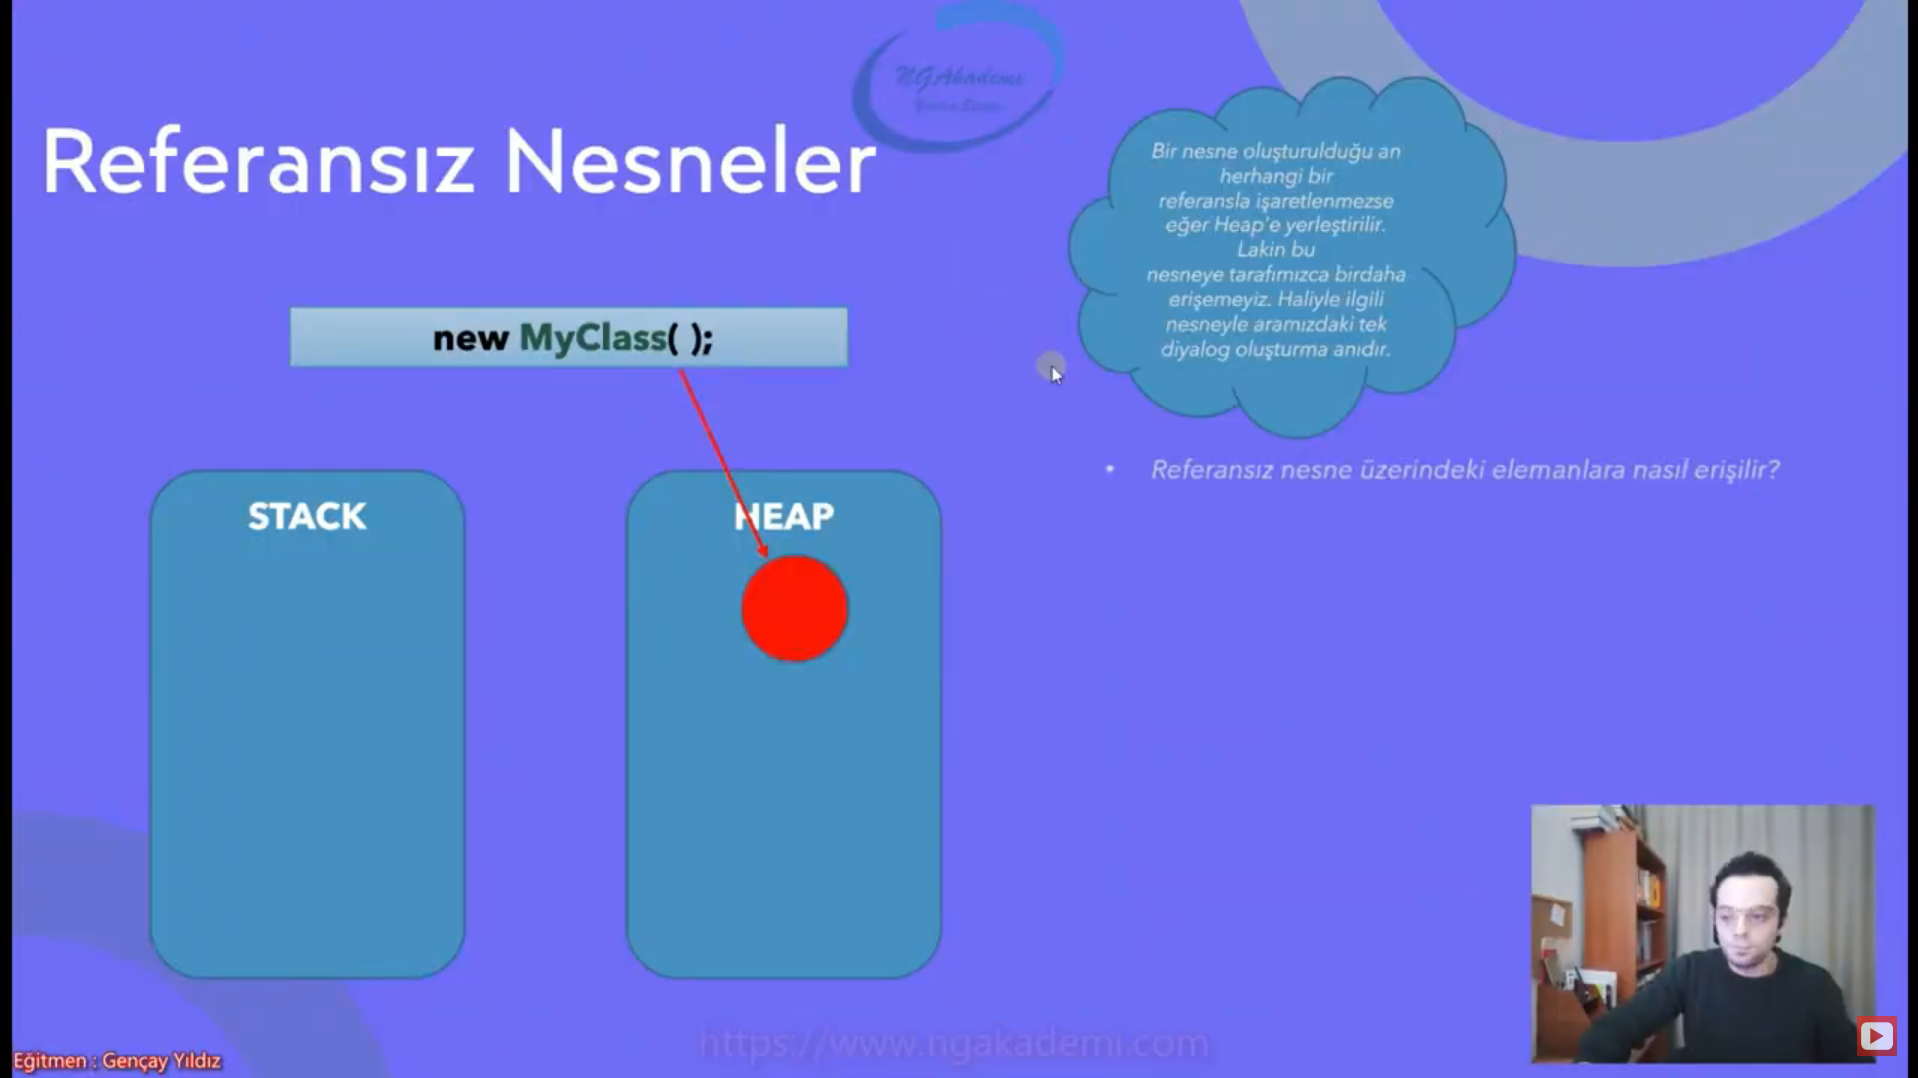 NGAkademi
Referansız Nesneler
Bir nesne oluşturulduğu an
herhangi bir
referansla işaretlenmezse
eğer Heap'e yerleştirilir.
Lakin bu
nesneye tarafımızca birdaha
erişemeyiz. Haliyle ilgili
nesneyle aramızdaki tek
diyalog oluşturma anıdır.
new MyClass( );
• Referansız nesne üzerindeki elemanlara nasıl erişilir?
STACK
HEAP
https://www.ngakademi.com
Eğitmen : Gençay Yıldız